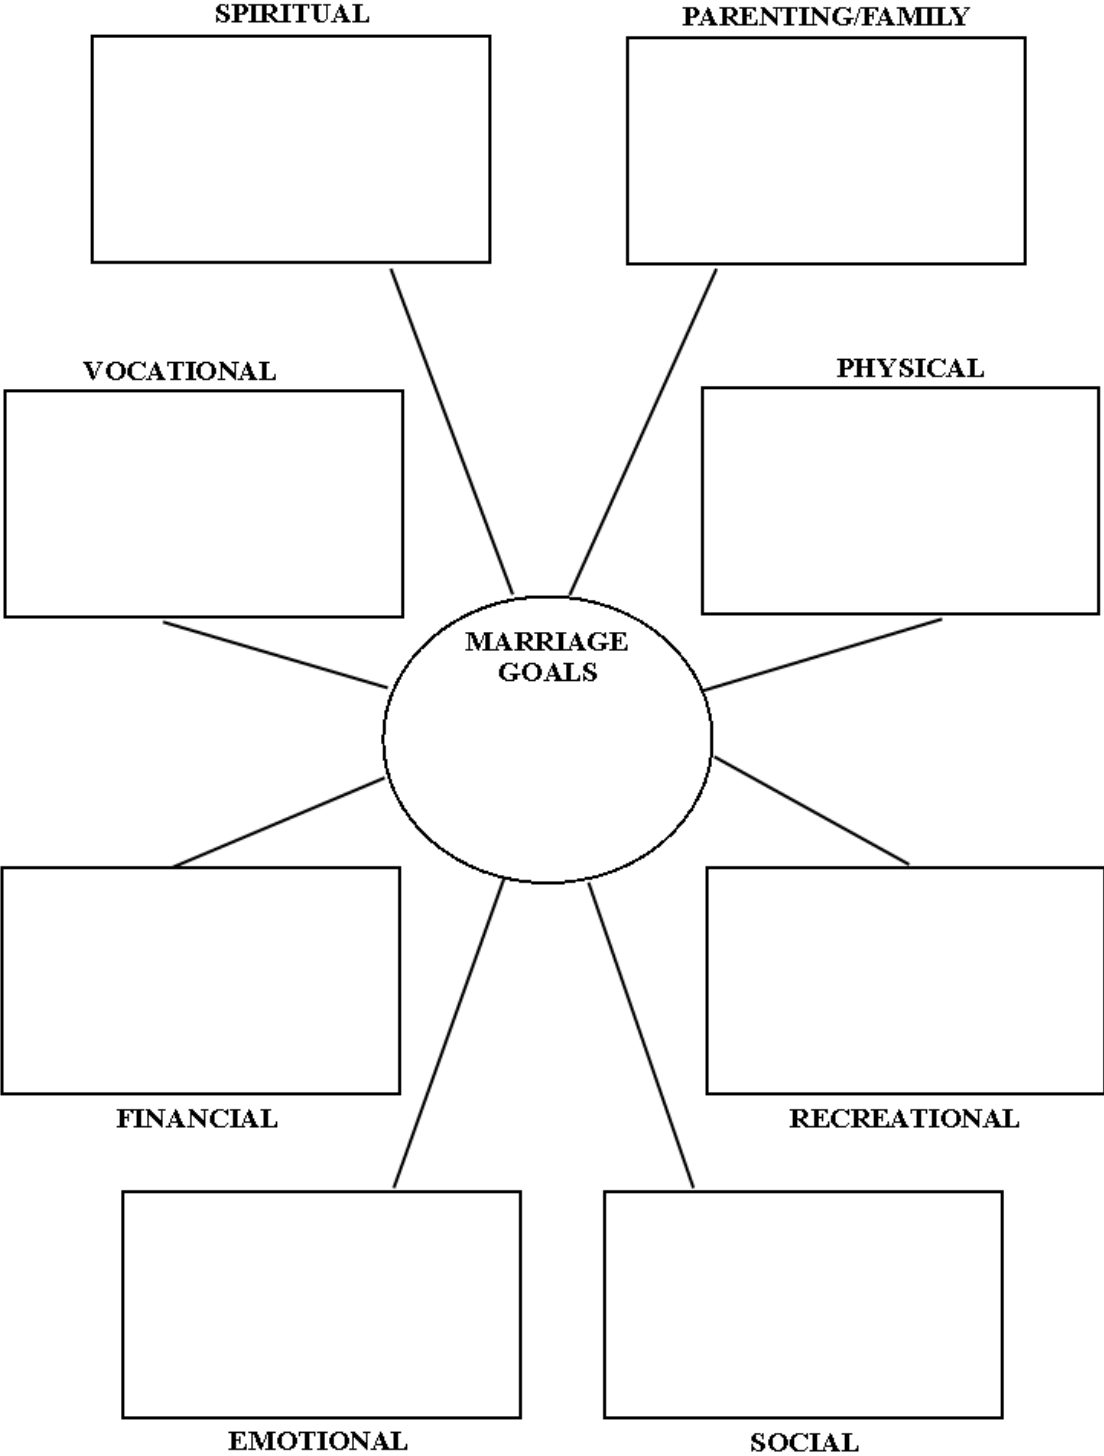 SPIRITUAL
PARENTING/FAMILY
VOCATIONAL
PHYSICAL
MARRIAGE
GOALS
FINANCIAL
RECREATIONAL
EMOTIONAL
SOCIAL